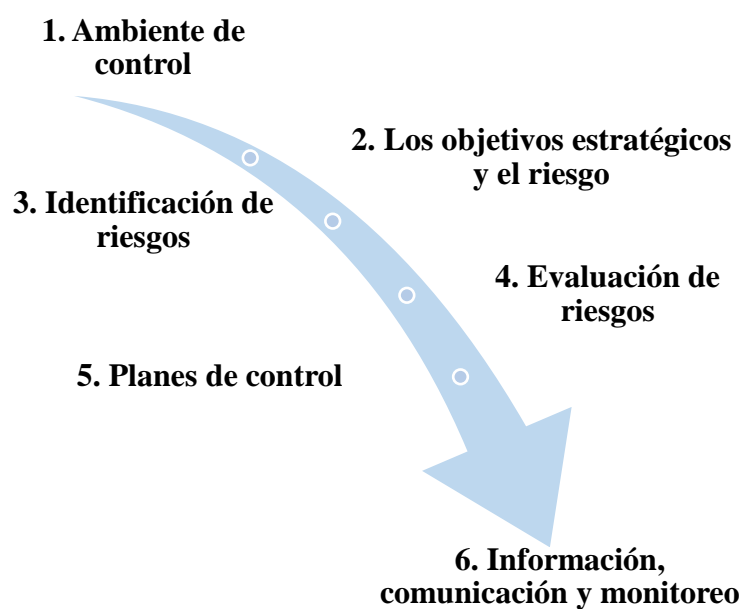 1. Ambiente de
control
2. Los objetivos estratégicos
y el riesgo
3. Identificación de
riesgos
4. Evaluación de
riesgos
5. Planes de control
6. Información,
comunicación y monitoreo